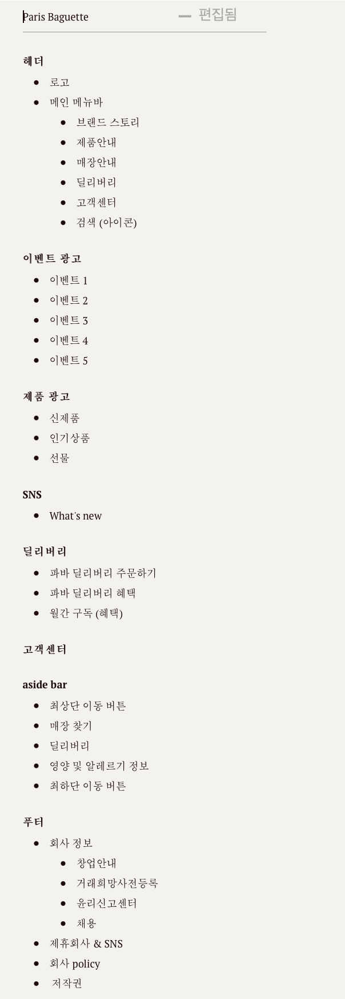 Paris Baguette
— 편집됨
헤더
● 로고
● 메인 메뉴바
● 브랜드 스토리
● 제품안내
● 매장안내
● 딜리버리
● 고객센터
● 검색 (아이콘)
이벤트 광고
● 이벤트 1
● 이벤트 2
● 이벤트 3
● 이벤트 4
● 이벤트 5
제품 광고
● 신제품
● 인기상품
● 선물
SNS
● What's new
딜리버리
● 파바 딜리버리 주문하기
● 파바 딜리버리 혜택
● 월간 구독 (혜택)
고객센터
aside bar
● 최상단 이동 버튼
● 매장 찾기
● 딜리버리
● 영양 및 알레르기 정보
● 최하단 이동 버튼
푸터
● 회사 정보
● 창업안내
● 거래희망사전등록
● 윤리신고센터
● 채용
● 제휴회사 & SNS
● 회사 policy
● 저작권